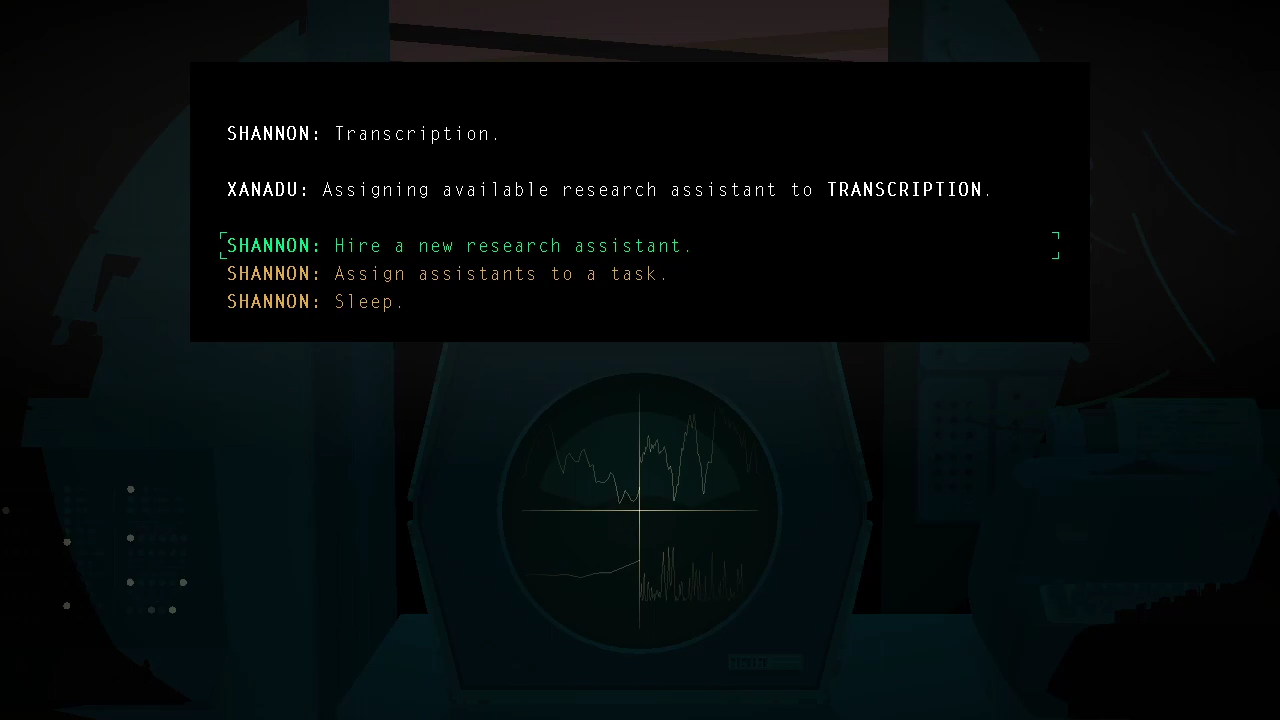 SHANNON: Transcription.
XANADU: Assigning available research assistant to TRANSCRIPTION.
SHANNON: Hire a new research assistant.
SHANNON: Assign assistants to a task.
SHANNON: Sleep.